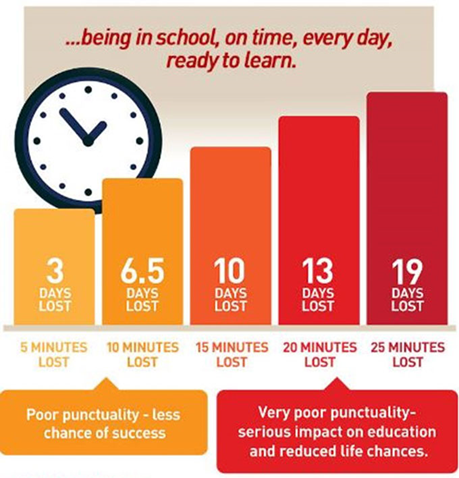 ...being in school, on time, every day,
ready to learn.
3
DAYS
LOST
6.5
DAYS
LOST
10
DAYS
LOST
13
DAYS
LOST
19
DAYS
LOST
5 MINUTES
LOST
10 MINUTES
LOST
15 MINUTES
LOST
20 MINUTES
LOST
25 MINUTES
LOST
Poor punctuality - less
chance of success
Very poor punctuality-
serious impact on education
and reduced life chances.